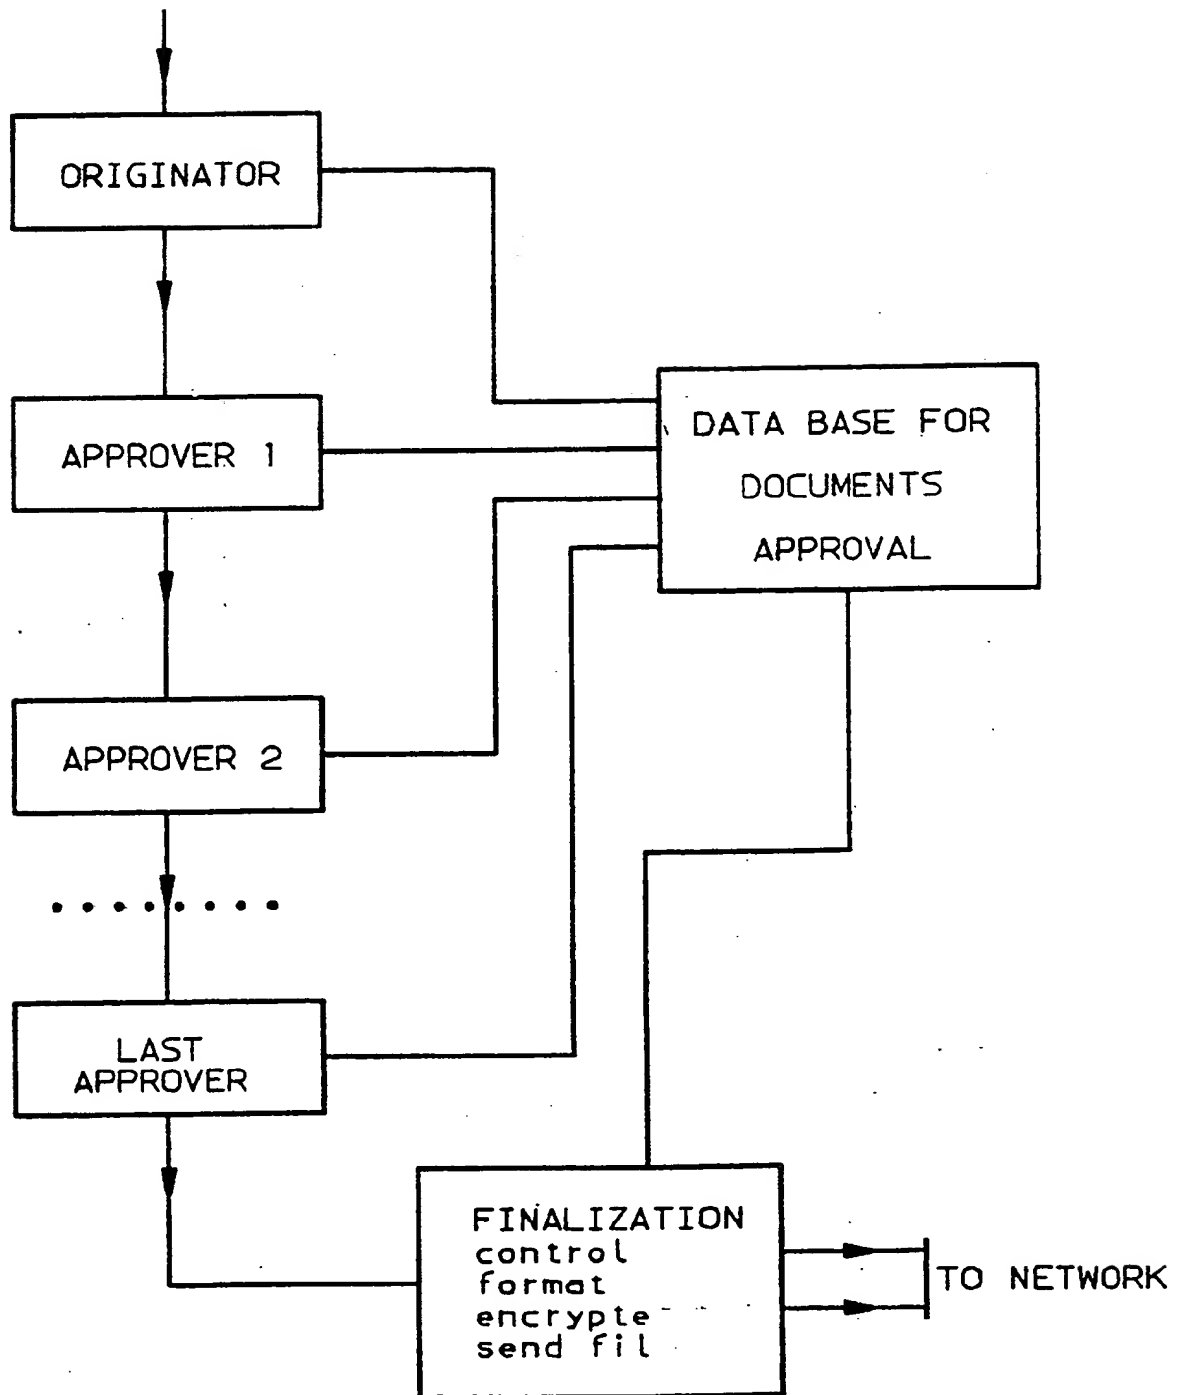 ORIGINATOR
APPROVER 1
DATA BASE FOR
DOCUMENTS
APPROVAL
APPROVER 2
LAST
APPROVER
FINALIZATION
control
format
encrypte
send fil
TO NETWORK